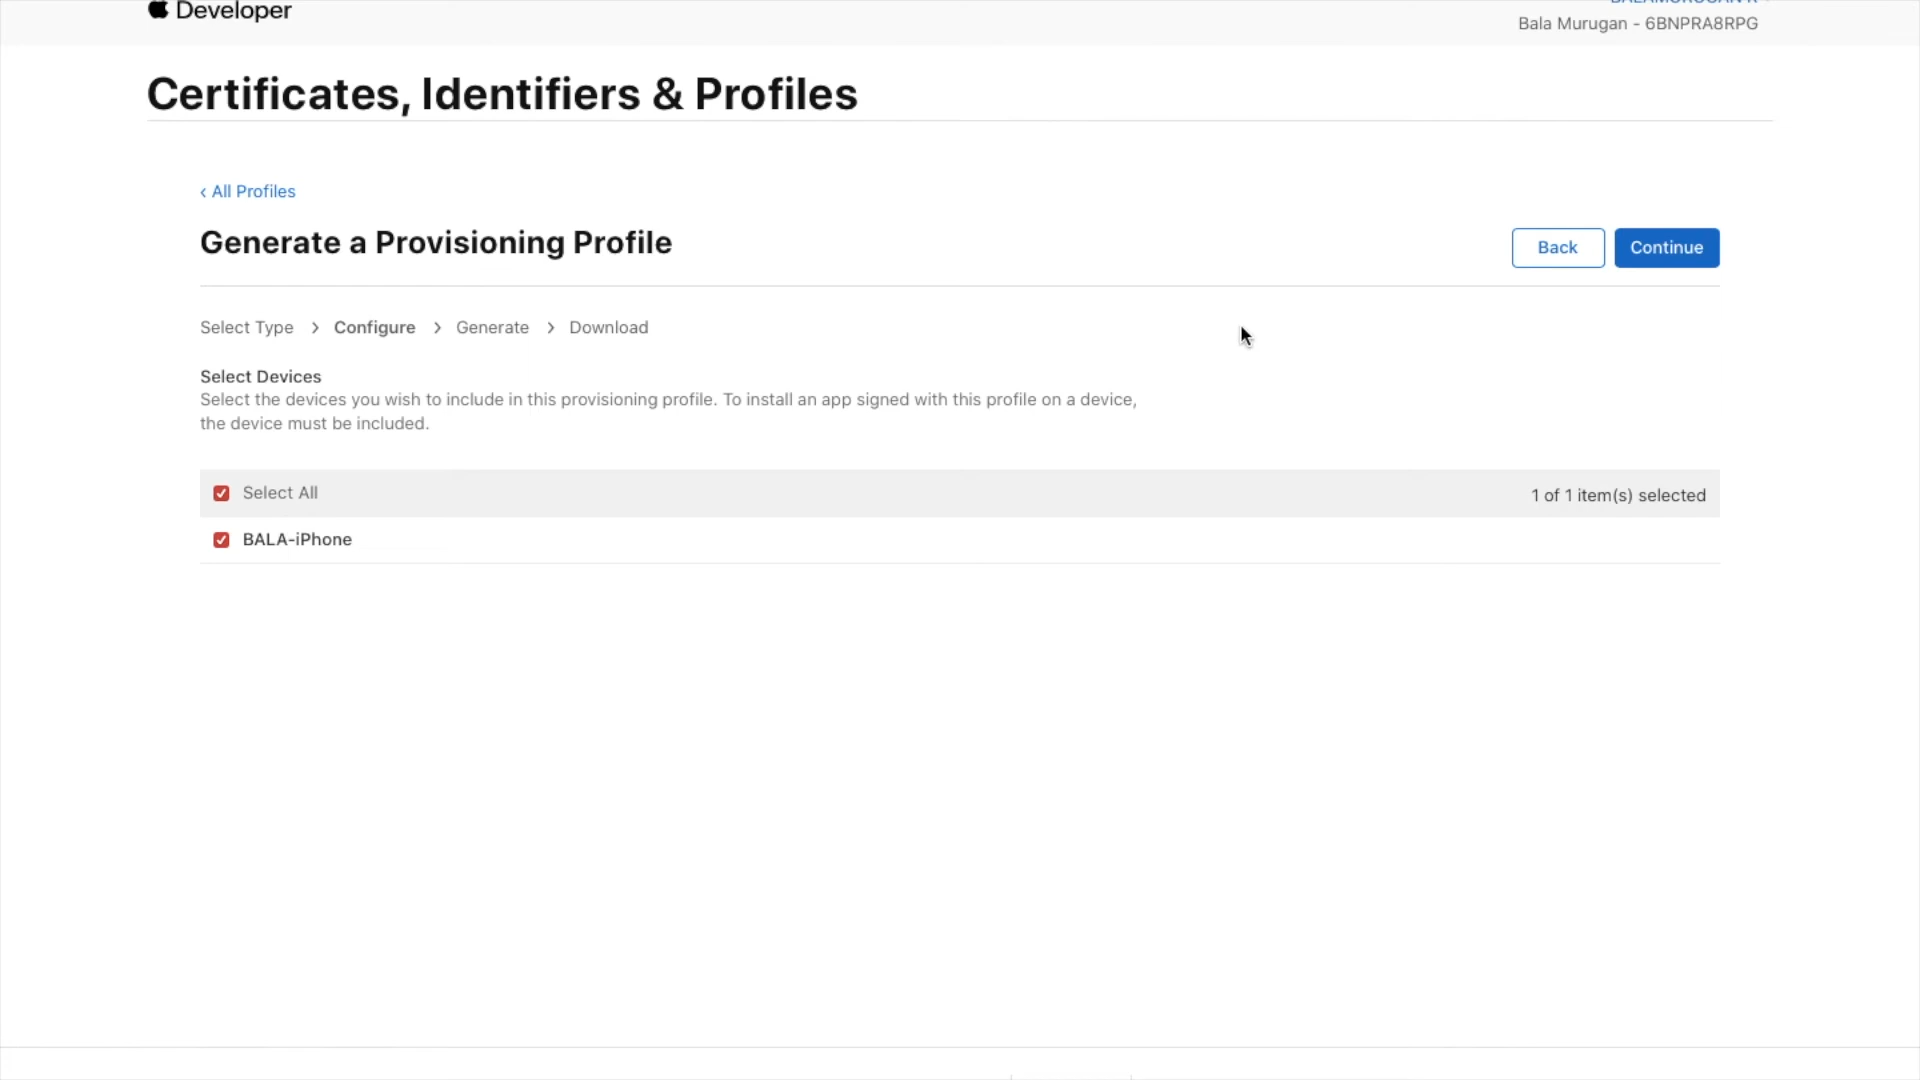 Developer
Bala Murugan - 6BNPRA8RPG
Certificates, Identifiers & Profiles
‹ All Profiles
Generate a Provisioning Profile
Back
Continue
Select Type > Configure > Generate > Download
Select Devices
Select the devices you wish to include in this provisioning profile. To install an app signed with this profile on a device,
the device must be included.
Select All
1 of 1 item(s) selected
BALA-iPhone